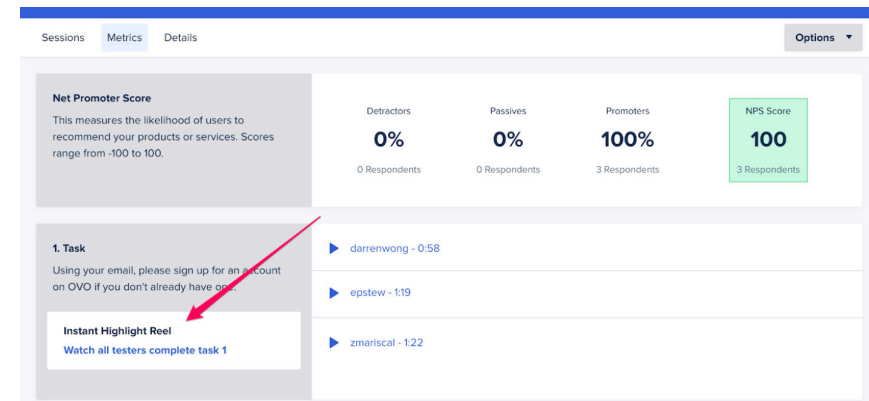 Sessions Metrics Details Options
Net Promoter Score
This measures the likelihood of users to
recommend your products or services. Scores
range from -100 to 100.
Detractors
0%
0 Respondents
Passives
0%
0 Respondents
Promoters
100%
3 Respondents
NPS Score
100
3 Respondents
1. Task
Using your email, please sign up for an account
on OVO if you don't already have one.
Instant Highlight Reel
Watch all testers complete task 1
darrenwong - 0:58
epstew - 1:19
zmariscal - 1:22